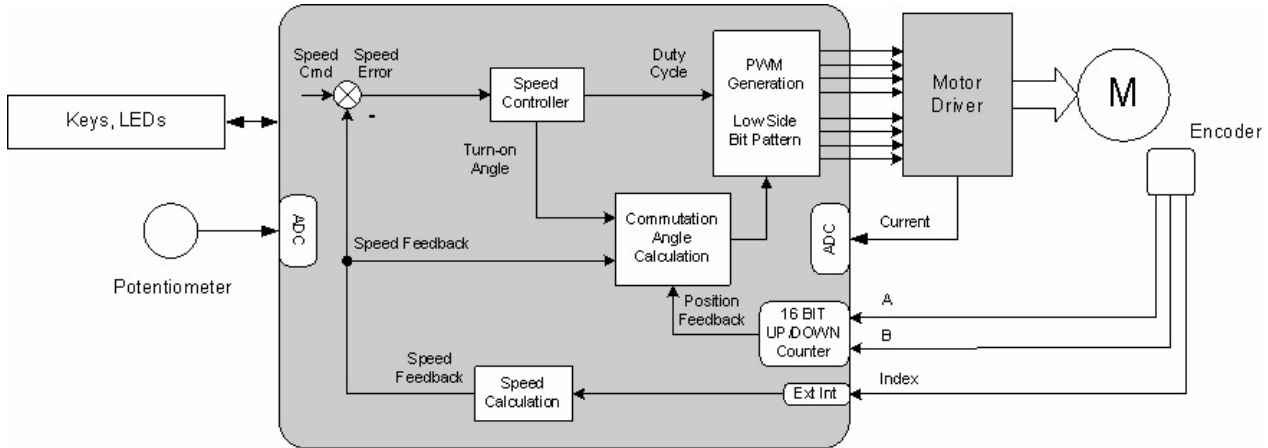 Speed
Cmd
Speed
Error
Duty
Cycle
PWM
Generation
Low Side
Bit Pattern
Motor
Driver
M
Keys, LEDs
Speed
Controller
Encoder
Turn-on
Angle
ADC
Commutation
Angle
Calculation
ADC
Current
Speed Feedback
Potentiometer
Position
Feedback
16 BIT
UP/DOWN
Counter
A
B
Speed
Feedback
Speed
Calculation
Ext Int
Index
-